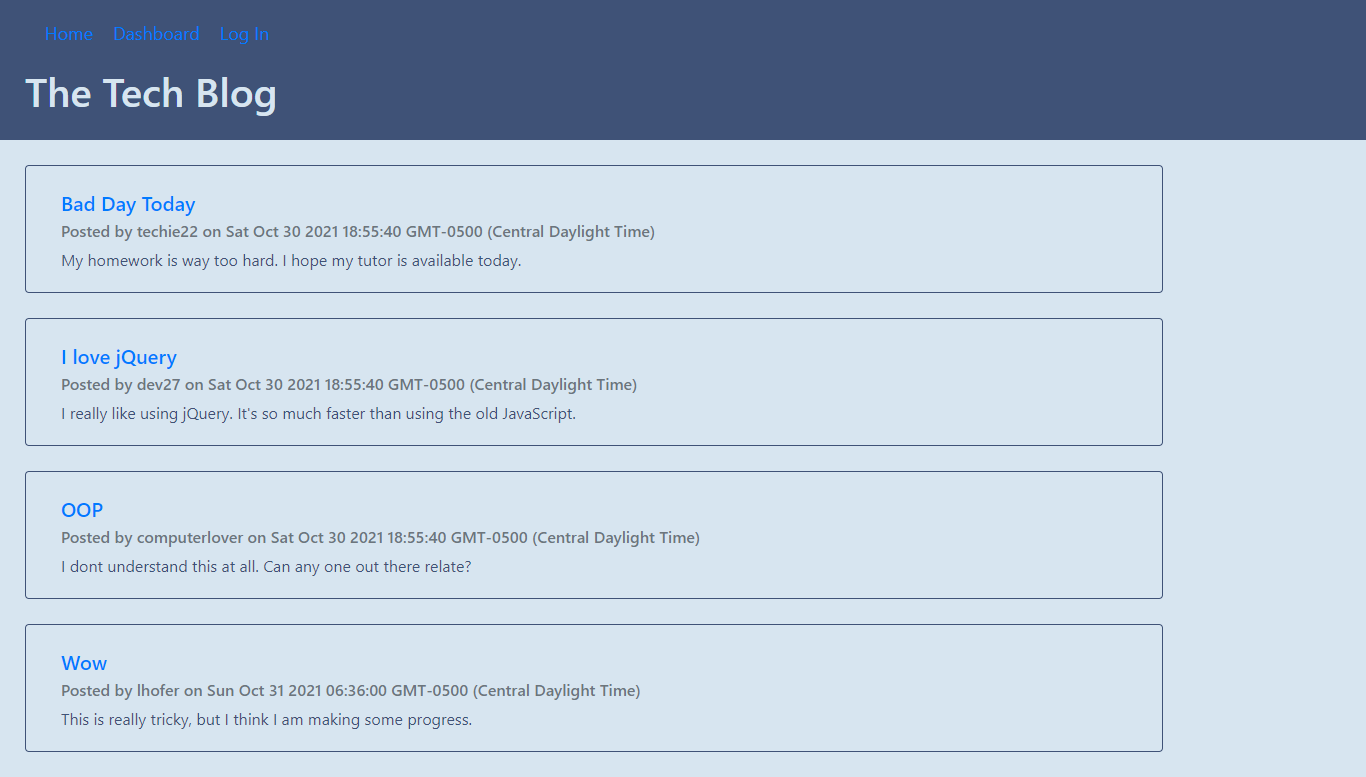 Home Dashboard Log In
The Tech Blog
Bad Day Today
Posted by techie22 on Sat Oct 30 2021 18:55:40 GMT-0500 (Central Daylight Time)
My homework is way too hard. I hope my tutor is available today.
I love jQuery
Posted by dev27 on Sat Oct 30 2021 18:55:40 GMT-0500 (Central Daylight Time)
I really like using jQuery. It's so much faster than using the old JavaScript.
OOP
Posted by computerlover on Sat Oct 30 2021 18:55:40 GMT-0500 (Central Daylight Time)
I dont understand this at all. Can any one out there relate?
Wow
Posted by lhofer on Sun Oct 31 2021 06:36:00 GMT-0500 (Central Daylight Time)
This is really tricky, but I think I am making some progress.